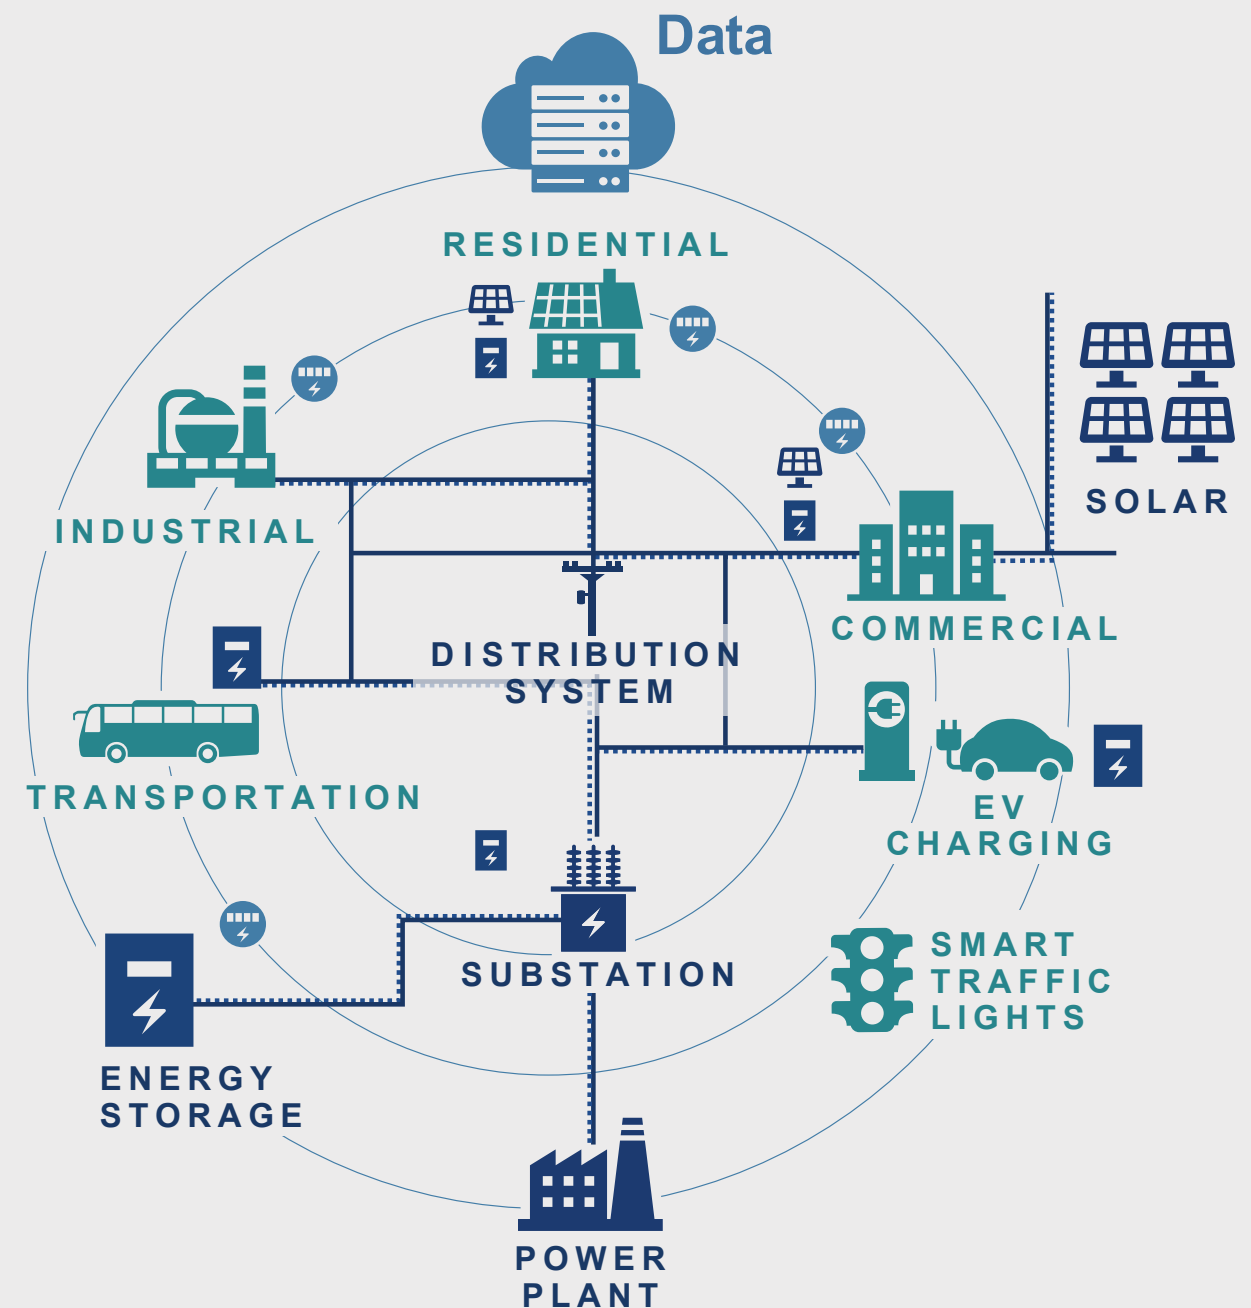 Data
RESIDENTIAL
SOLAR
INDUSTRIAL
COMMERCIAL
DISTRIBUTION
SYSTEM
TRANSPORTATION
EV
CHARGING
SMART
TRAFFIC
LIGHTS
SUBSTATION
ENERGY
STORAGE
POWER
PLANT